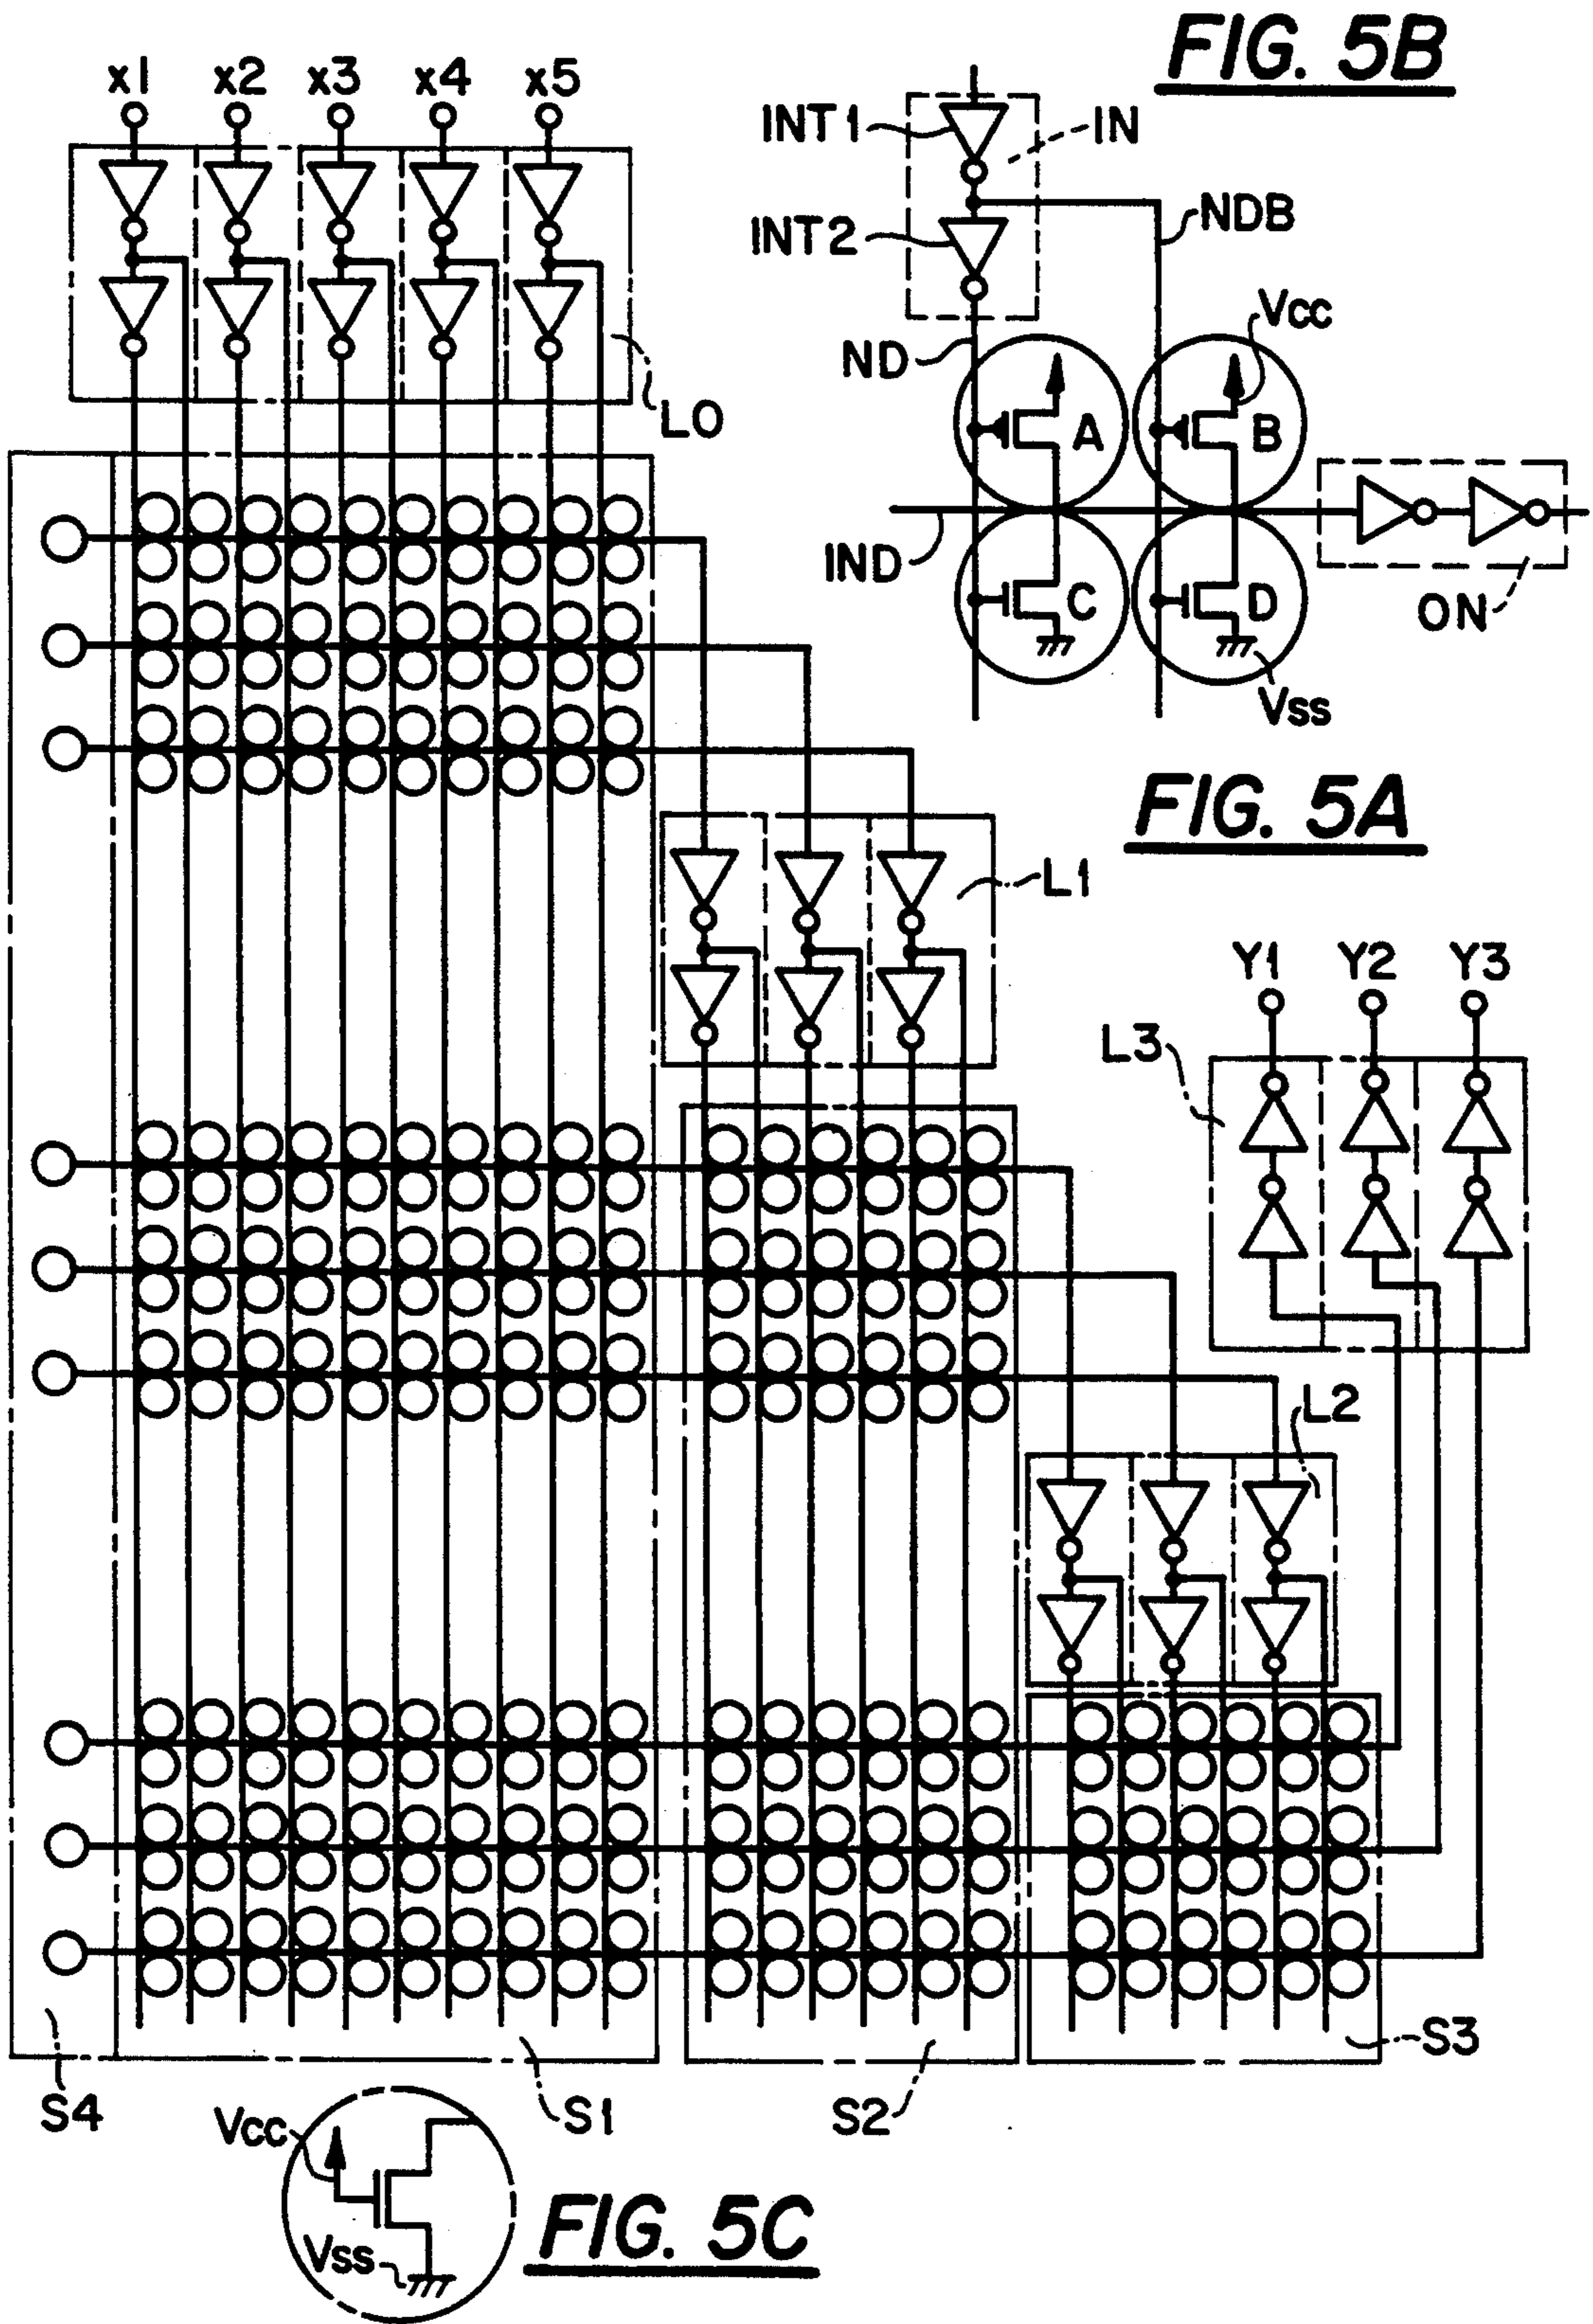 FIG. 5B
x1 x2 x3 x4 x5
INT1
IN
INT2
NDB
VCC
ND
A
B
L0
IND
C
D
ON
VSS
FIG. 5A
L1
Y1 Y2 Y3
L3
L2
S3
S4
S1
S2
VCC
VSS
FIG. 5C